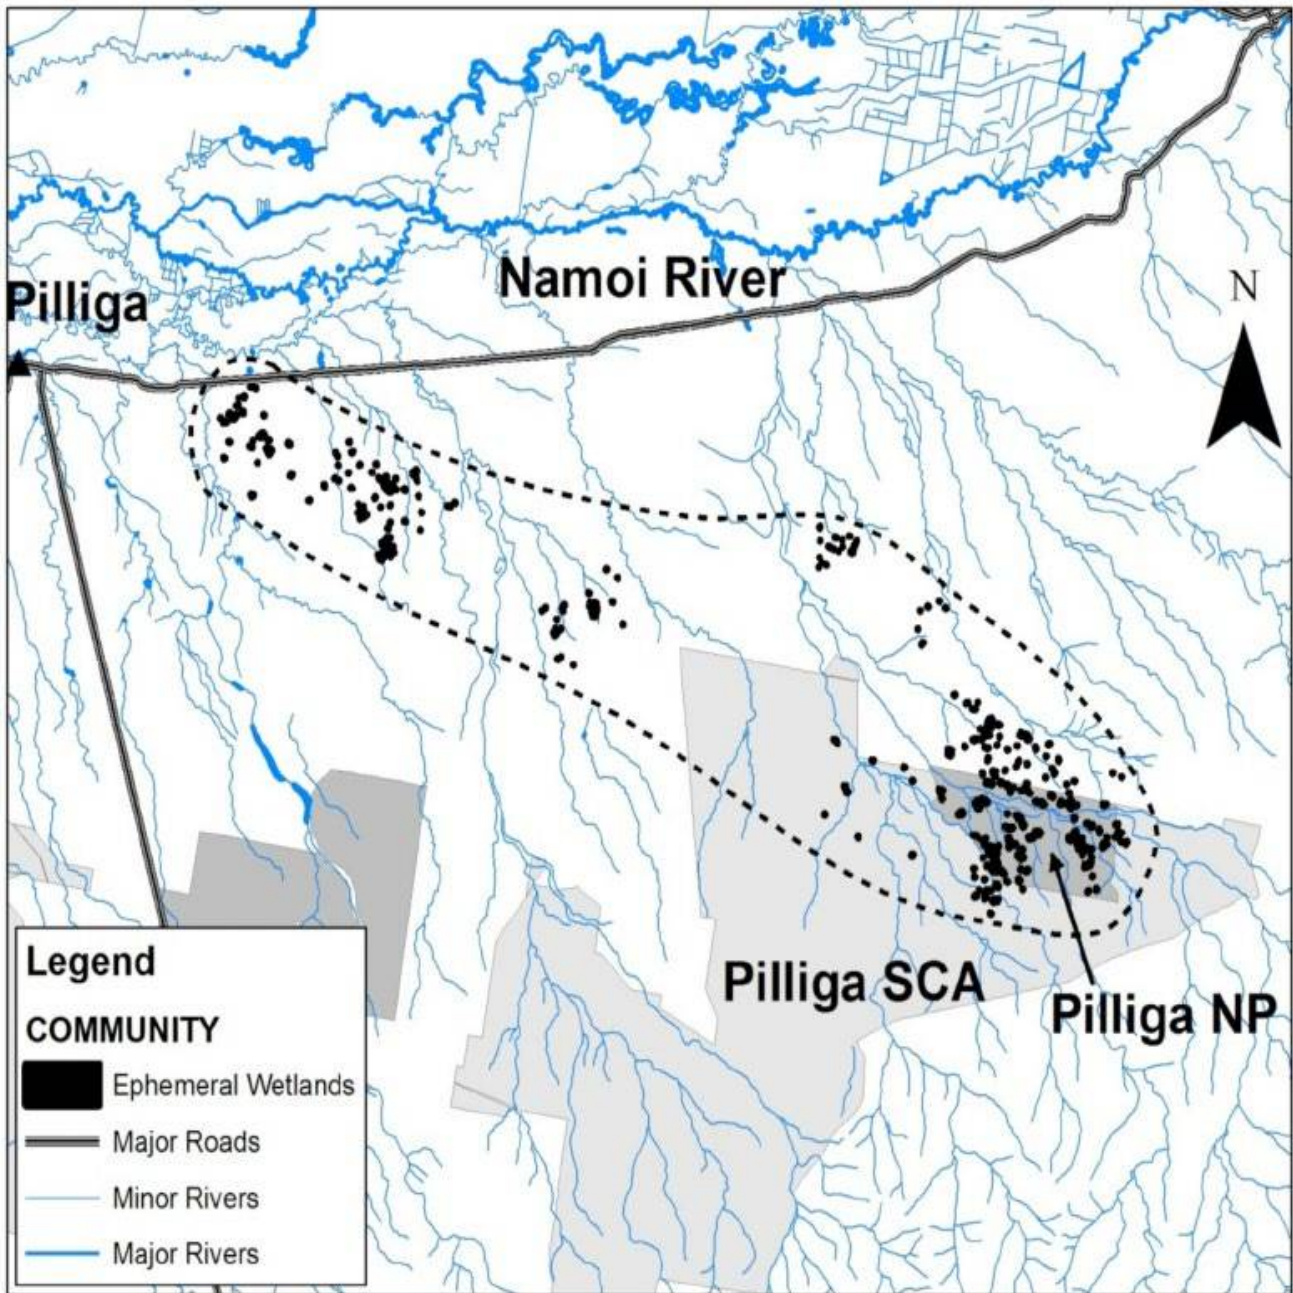 Namoi River
Pilliga
N
Pilliga SCA
Pilliga NP
Legend
COMMUNITY
Ephemeral Wetlands
Major Roads
Minor Rivers
Major Rivers